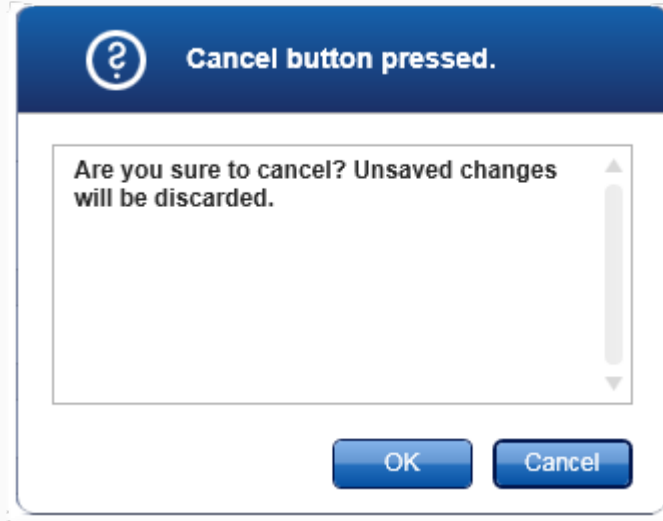 Cancel button pressed.
Are you sure to cancel? Unsaved changes
will be discarded.
OK
Cancel